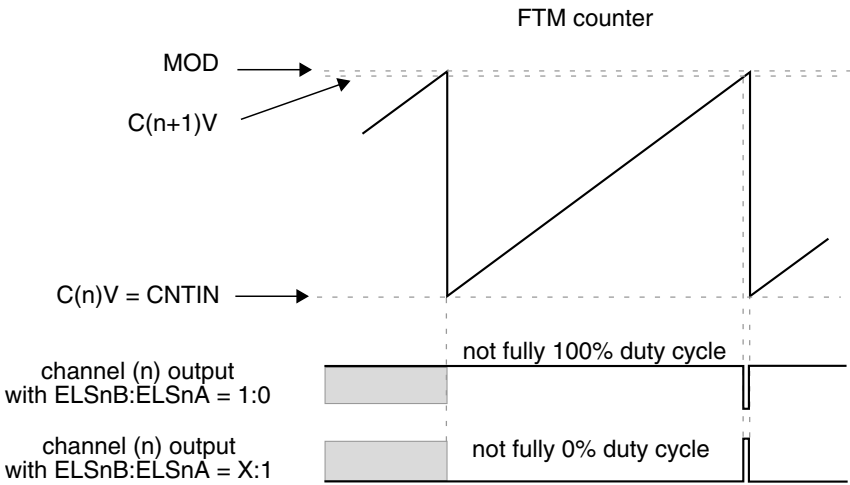 FTM counter
MOD
C(n+1)V
C(n)V = CNTIN
not fully 100% duty cycle
channel (n) output
with ELSnB:ELSnA = 1:0
not fully 0% duty cycle
channel (n) output
with ELSnB:ELSnA = X:1